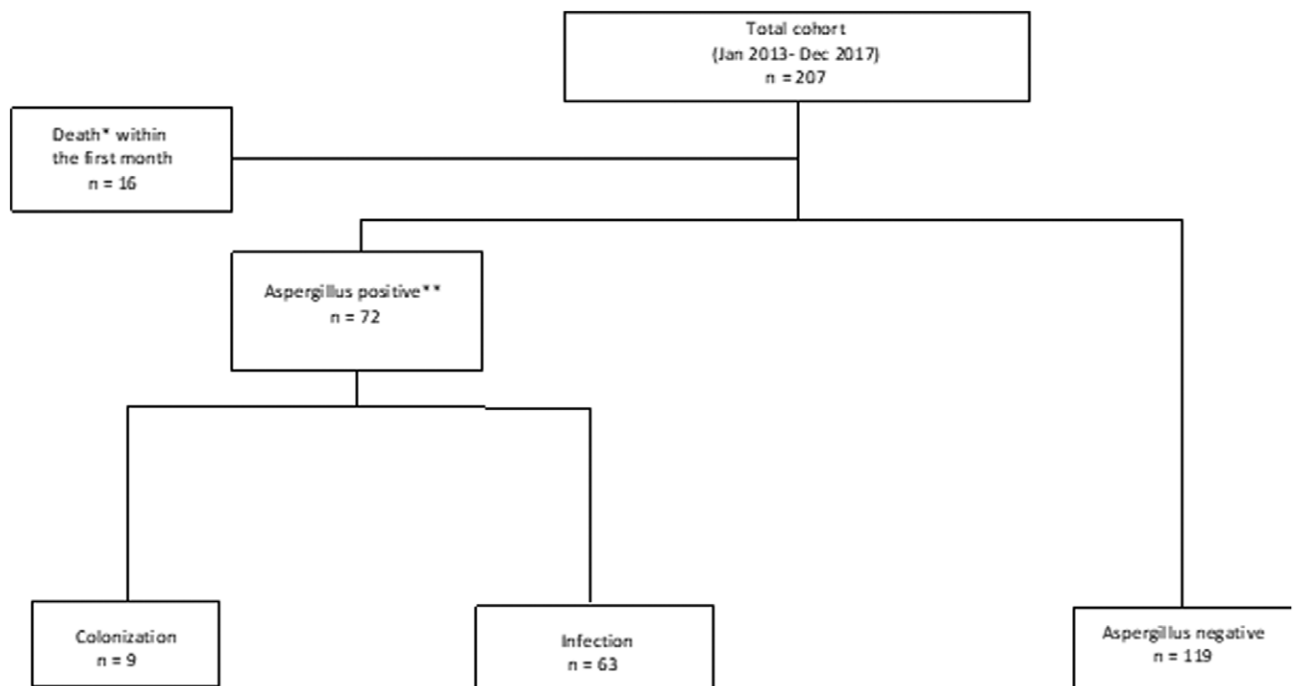 Total cohort
(Jan 2013- Dec 2017)
n = 207
Death* within
the first month
n = 16
Aspergillus positive**
n = 72
Colonization
n = 9
Infection
n = 63
Aspergillus negative
n = 119